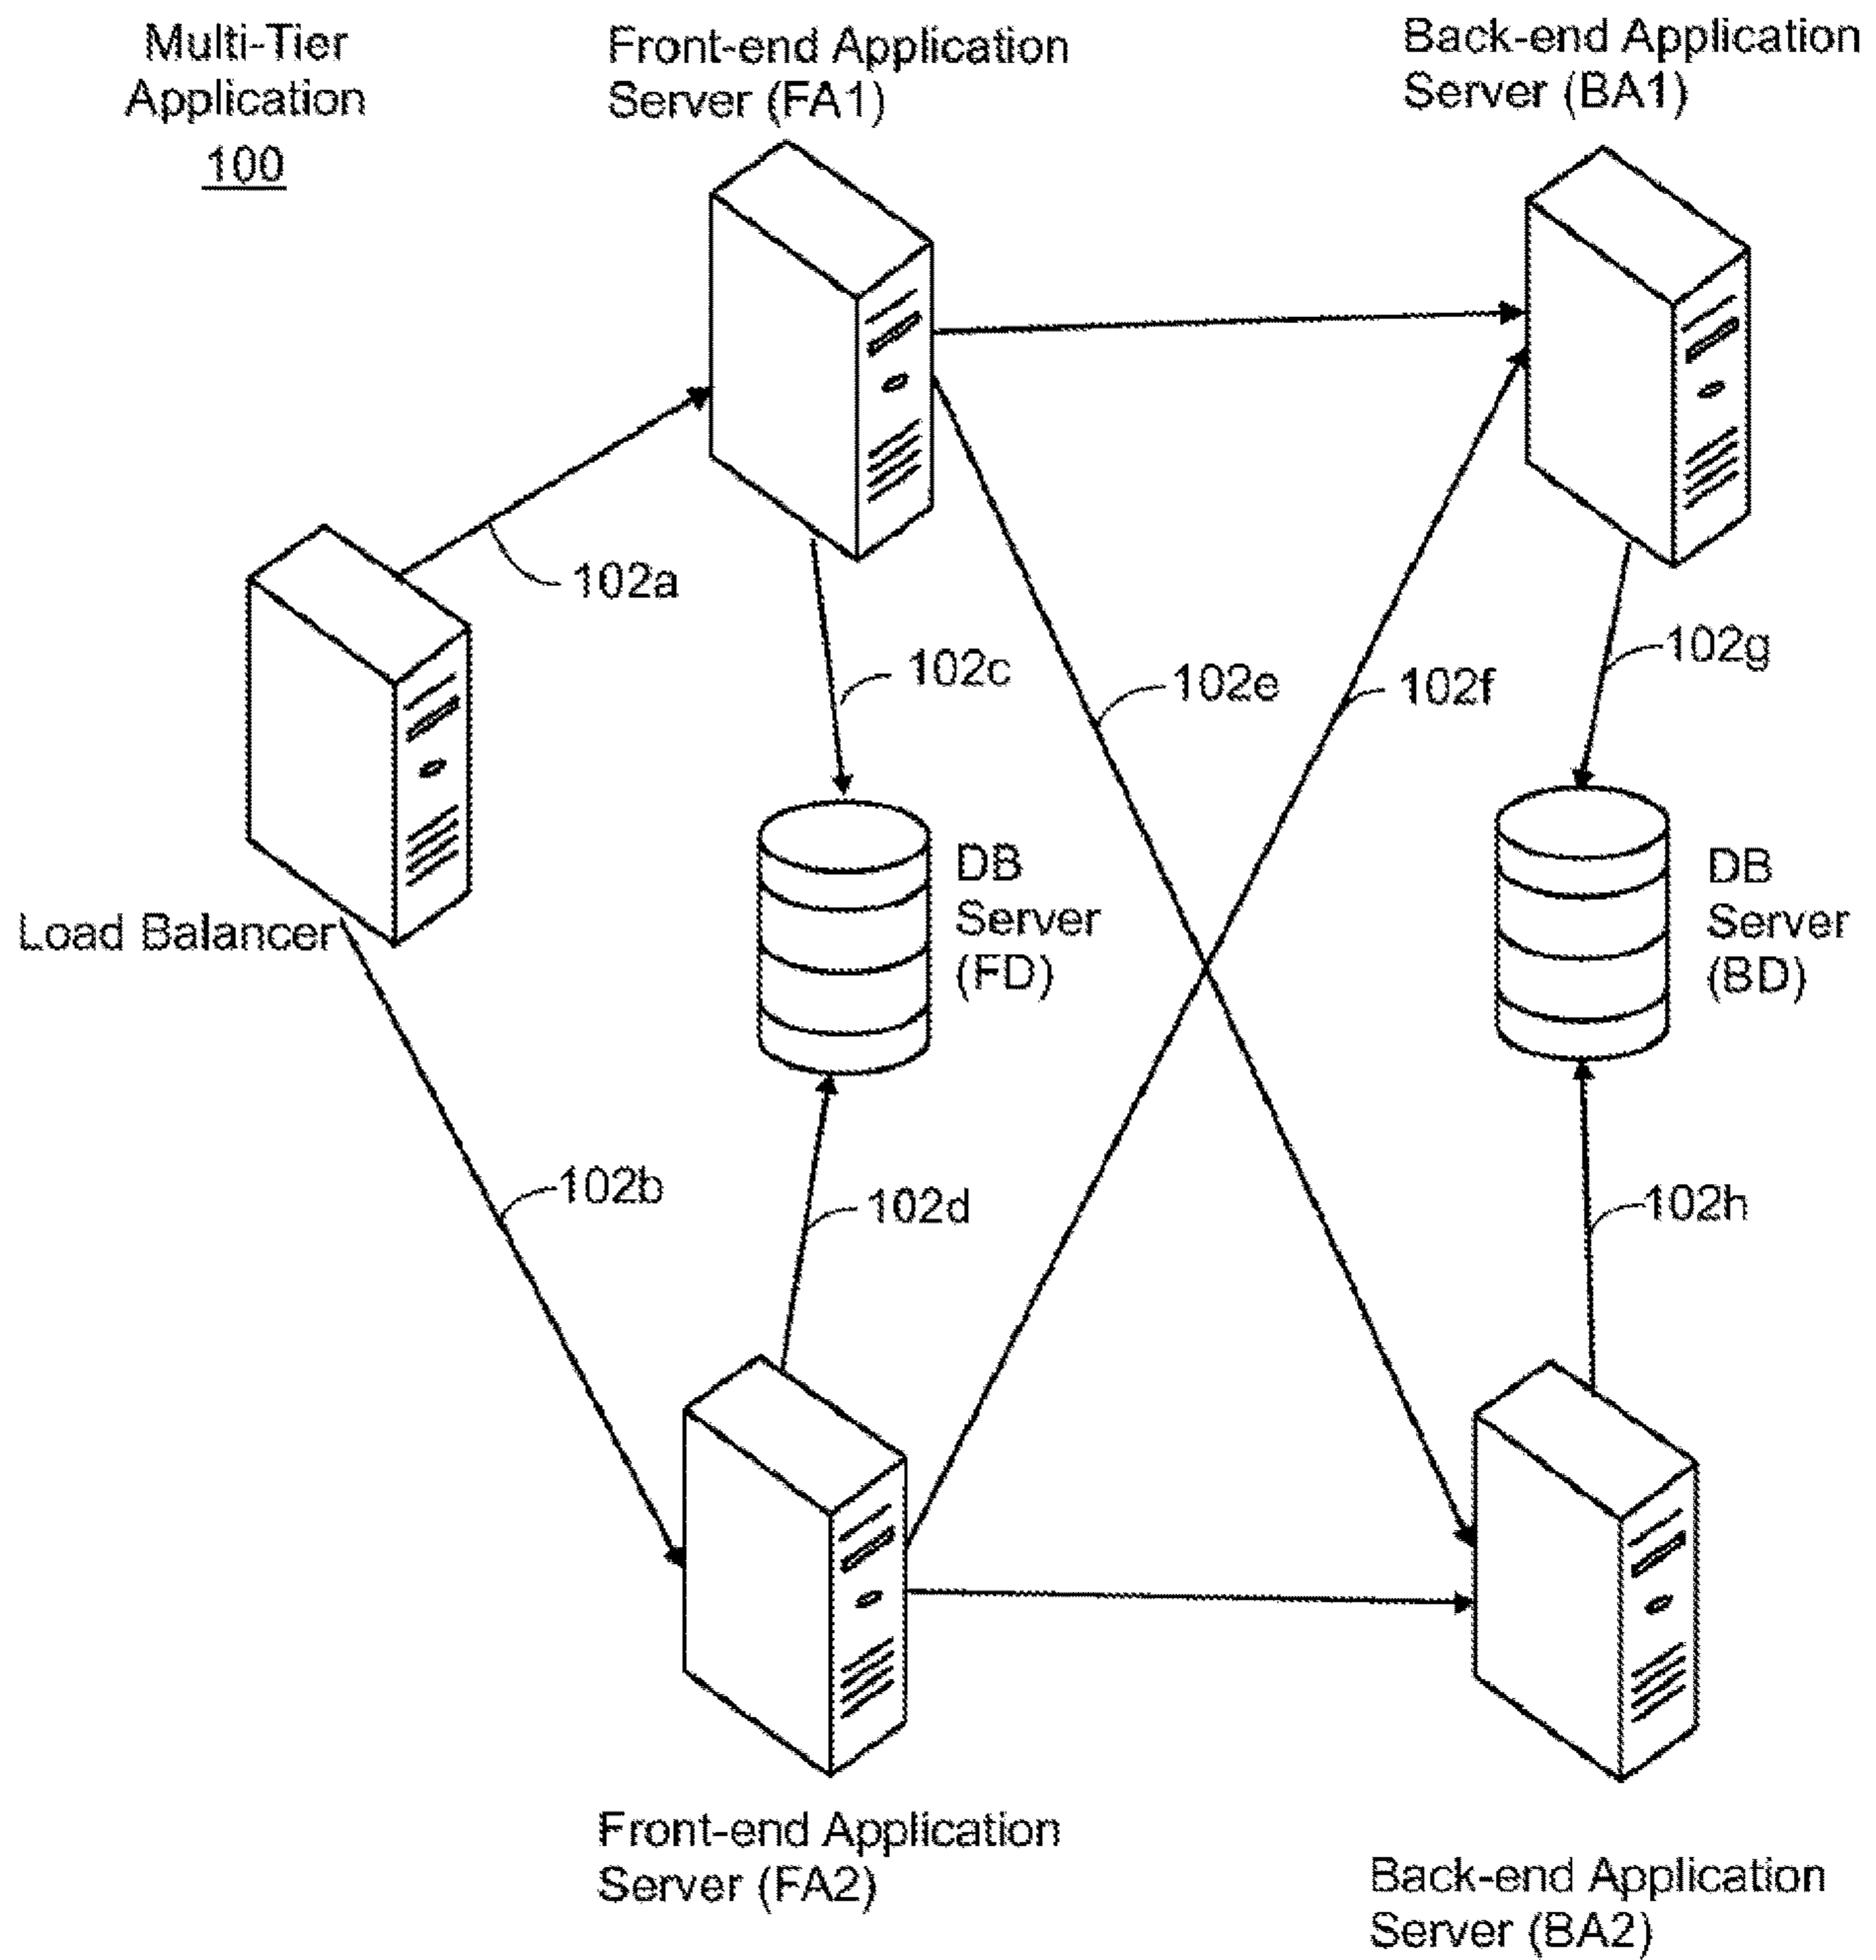 Multi-Tier
Application
100
Front-end Application
Server (FA1)
Back-end Application
Server (BA1)
102a
102c
102e
102f
102g
Load Balancer
DB
Server
(FD)
DB
Server
(BD)
102b
102d
102h
Front-end Application
Server (FA2)
Back-end Application
Server (BA2)